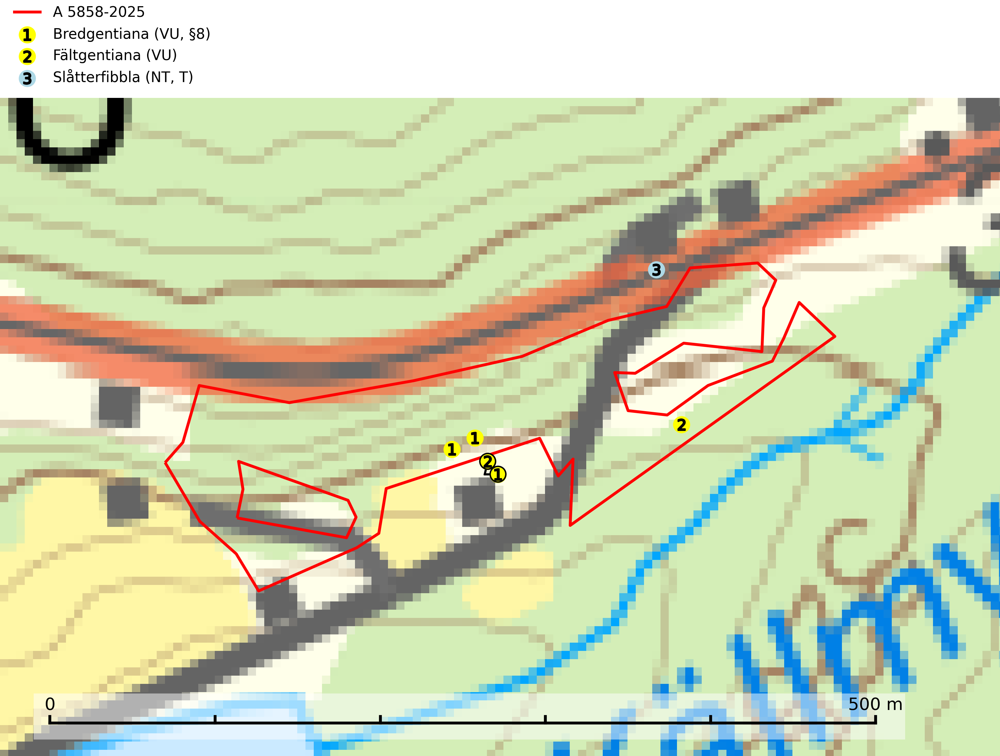 A 5858-2025
1 Bredgentiana (VU, §8)
2 Fältgentiana (VU)
3 Slåtterfibbla (NT, T)
3
2
1
1
2
1
0 500 m